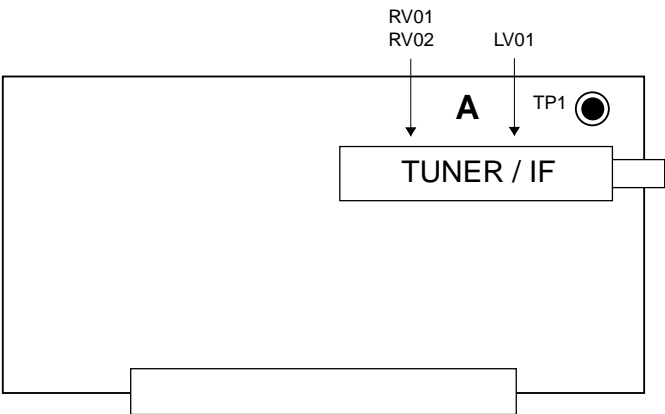 RV01
RV02
LV01
A
TP1
TUNER / IF